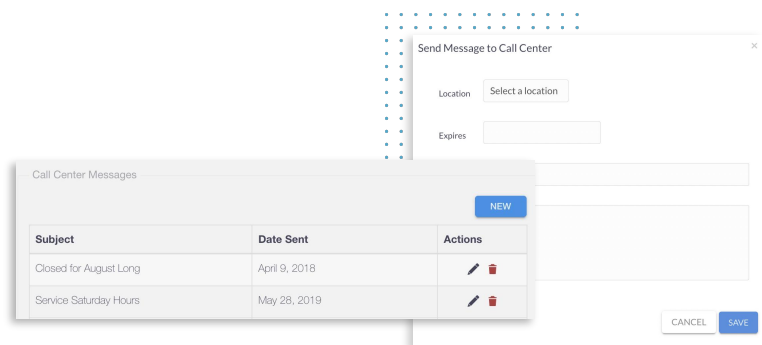 Send Message to Call Center ×
Location Select a location
Expires
Call Center Messages
NEW
Subject Date Sent Actions
Closed for August Long April 9, 2018
Service Saturday Hours May 28, 2019
CANCEL SAVE